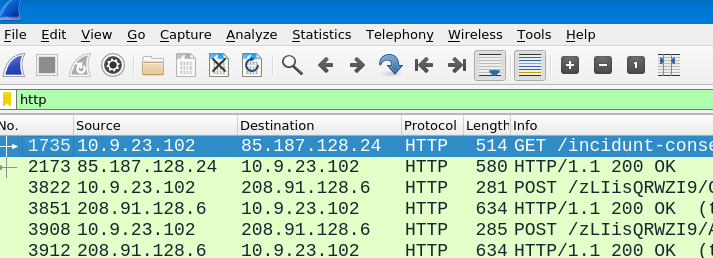 File Edit View Go Capture Analyze Statistics Telephony Wireless Tools Help
http
No. Source Destination Protocol Length Info
1735 10.9.23.102 85.187.128.24 HTTP 514 GET /incidunt-conse
2173 85.187.128.24 10.9.23.102 HTTP 580 HTTP/1.1 200 OK
3822 10.9.23.102 208.91.128.6 HTTP 281 POST /zLIisQRWZI9/
3851 208.91.128.6 10.9.23.102 HTTP 634 HTTP/1.1 200 OK (t
3908 10.9.23.102 208.91.128.6 HTTP 285 POST /zLIisQRWZI9/
3912 208.91.128.6 10.9.23.102 HTTP 634 HTTP/1.1 200 OK (t